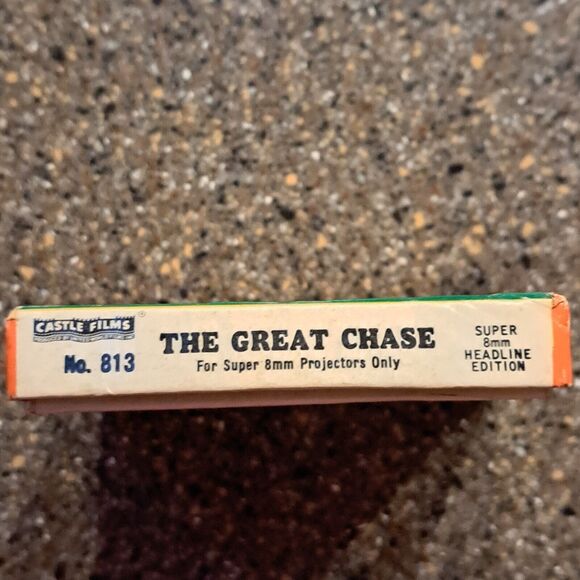 CASTLE FILMS
®
No. 813
THE GREAT CHASE
For Super 8mm Projectors Only
SUPER
8mm
HEADLINE
EDITION